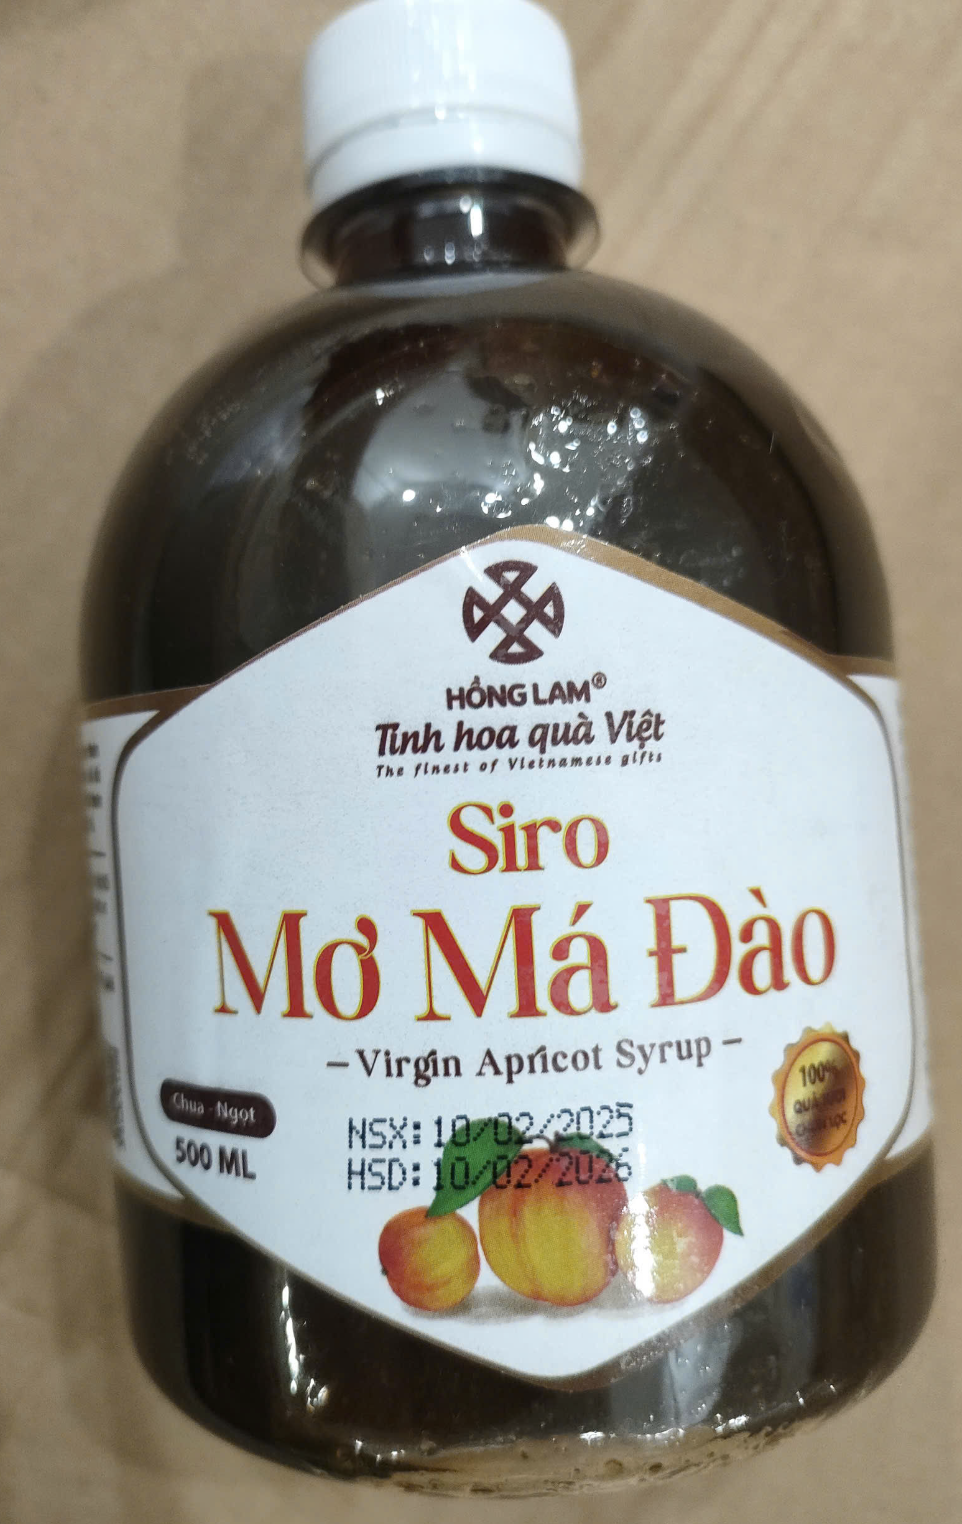 HỒNG LAM®
Tinh hoa quà Việt
The finest of Vietnamese gifts
Siro
Mơ Má Đào
– Virgin Apricot Syrup –
Chua - Ngọt
500 ML
100%
NSX: 10/02/2025
HSD: 10/02/2026